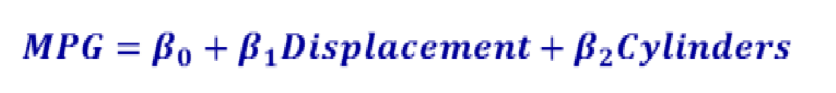 MPG = β₀ + β₁Displacement + β₂Cylinders